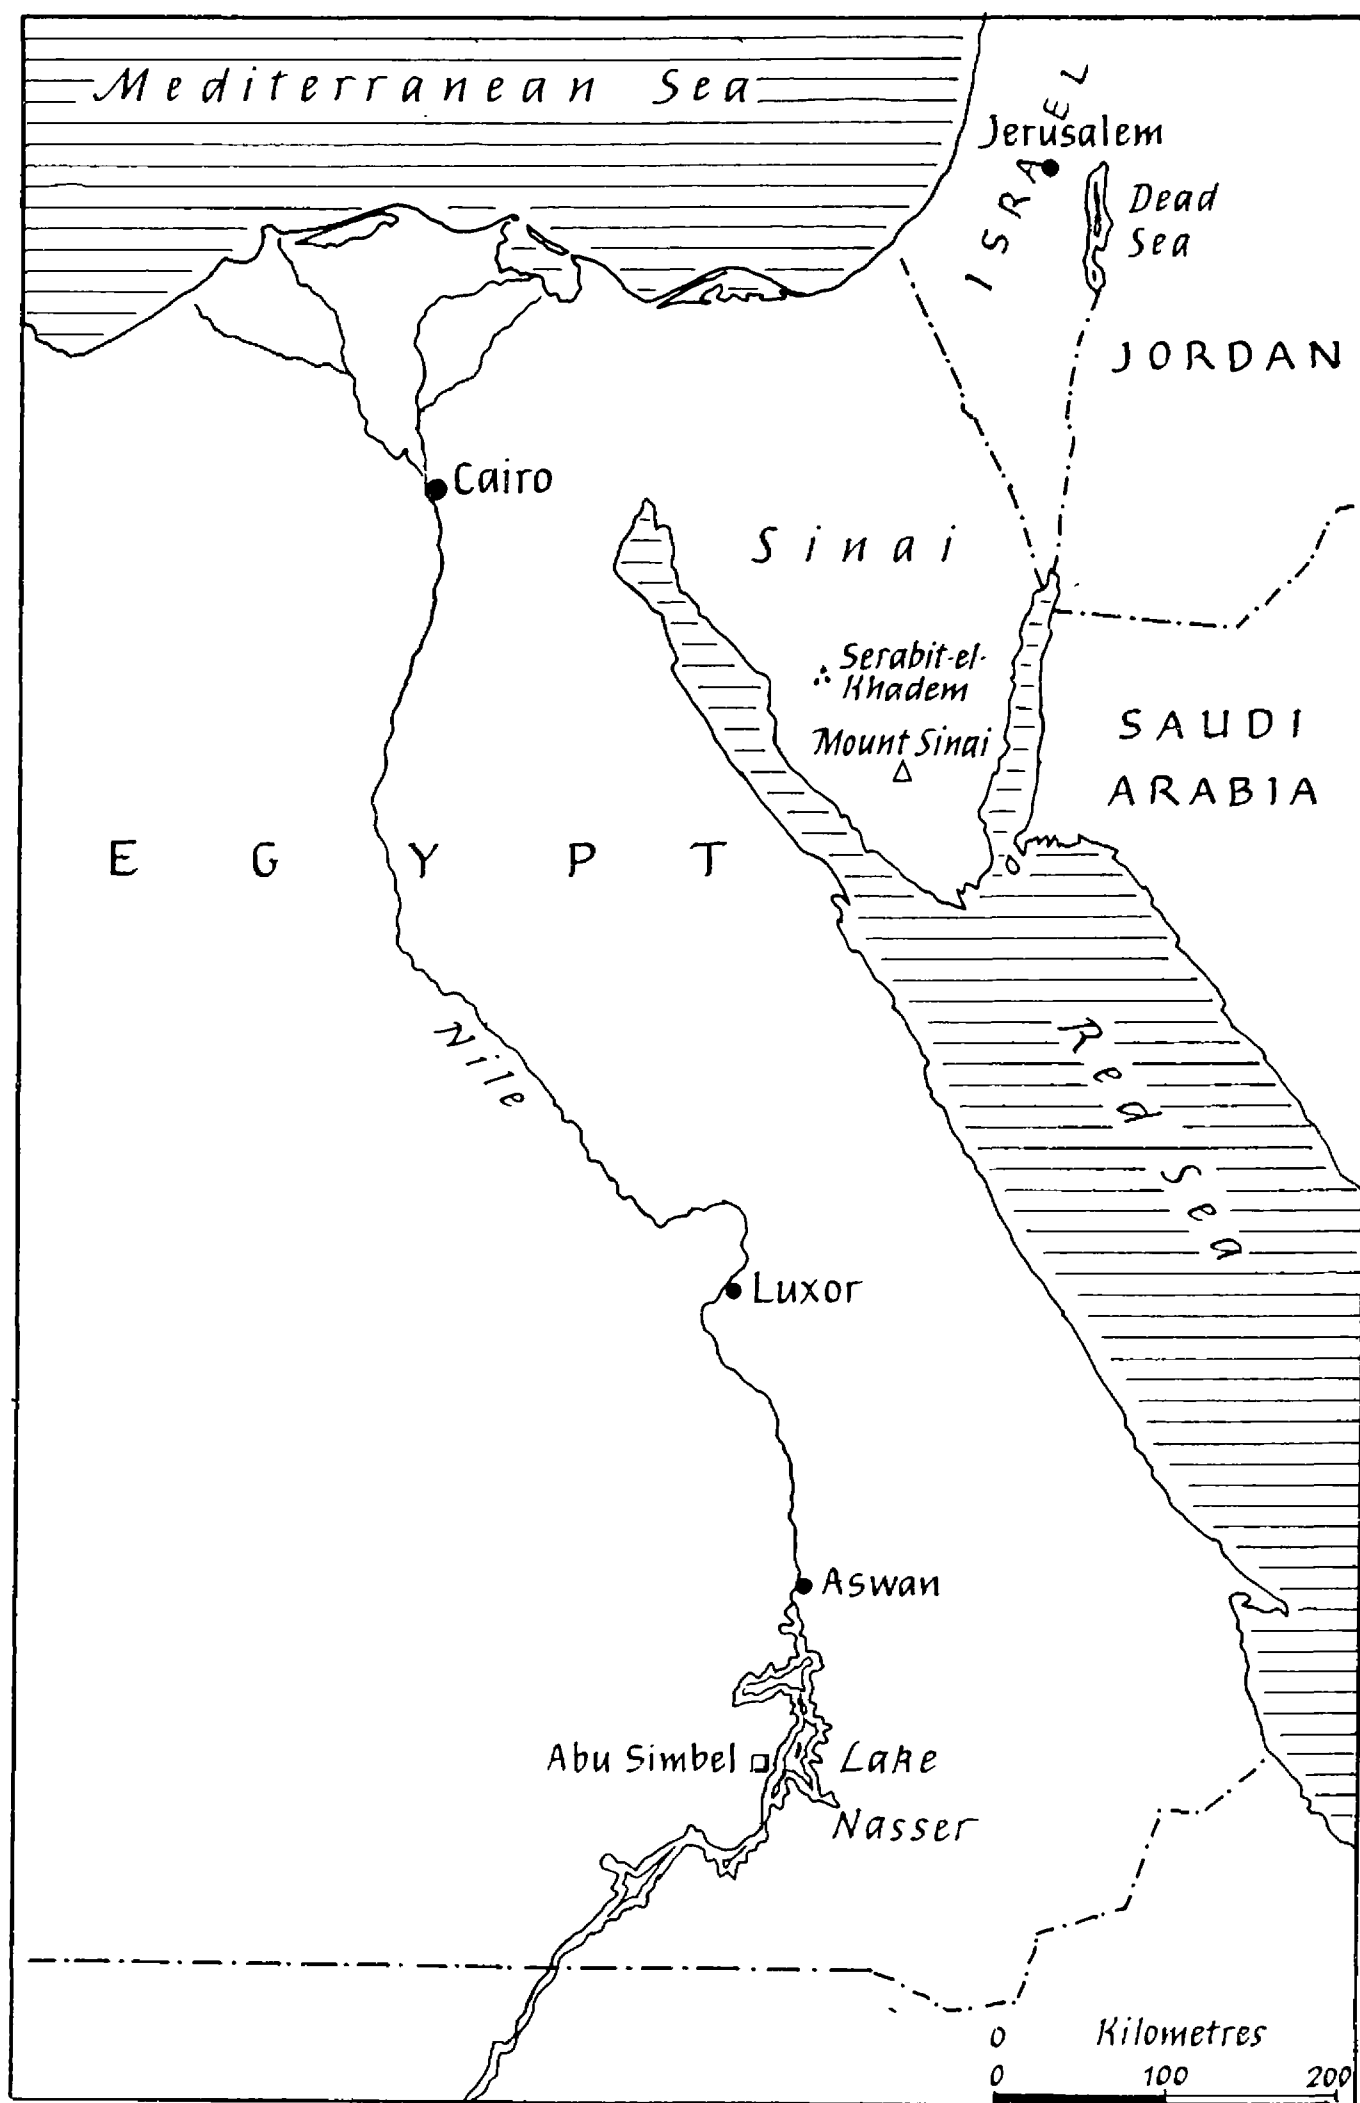 Mediterranean Sea
ISRAEL
Jerusalem
Dead
Sea
JORDAN
Cairo
Sinai
Serabit-el-
Khadem
Mount Sinai
SAUDI
ARABIA
EGYPT
Nile
Red Sea
Luxor
Aswan
Abu Simbel
Lake
Nasser
0 Kilometres
0 100 200